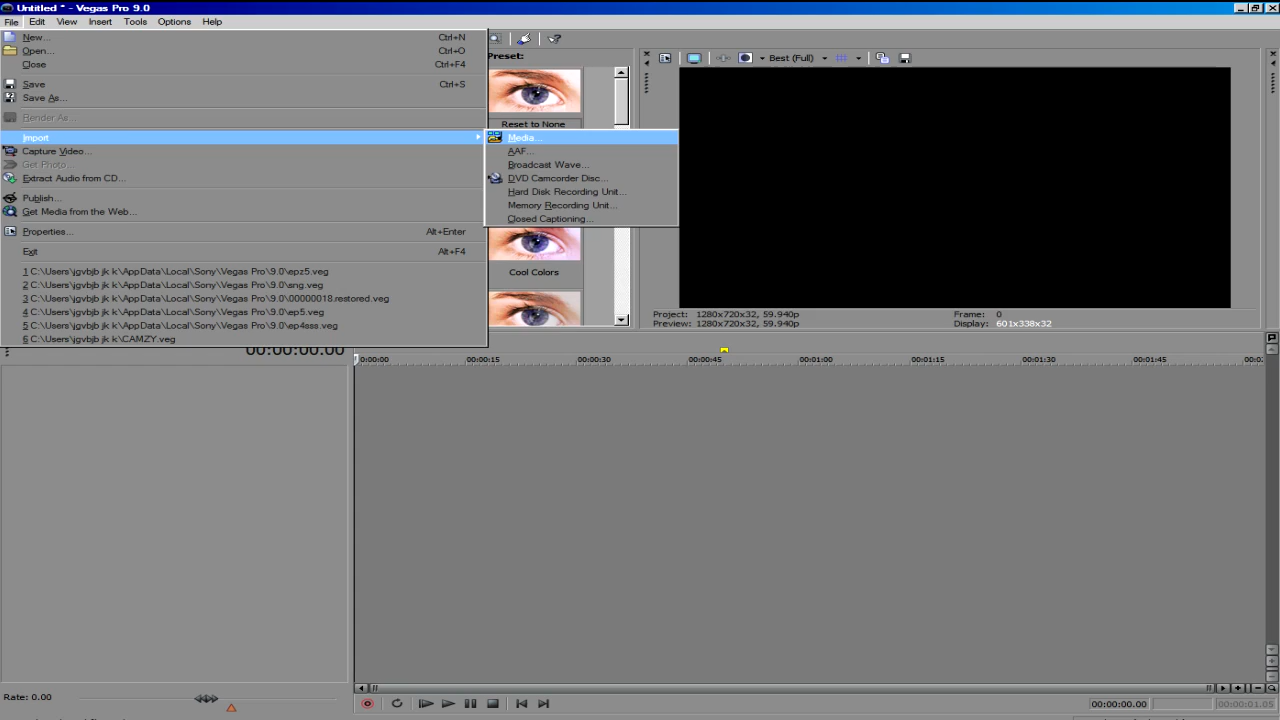 Untitled * - Vegas Pro 9.0
File Edit View Insert Tools Options Help
New... Ctrl+N
Open... Ctrl+O
Close Ctrl+F4
Save Ctrl+S
Save As...
Render As...
Import
Capture Video...
Get Photo...
Extract Audio from CD...
Publish...
Get Media from the Web...
Properties... Alt+Enter
Exit Alt+F4
1 C:\Users\jgvbjb jk k\AppData\Local\Sony\Vegas Pro\9.0\epz5.veg
2 C:\Users\jgvbjb jk k\AppData\Local\Sony\Vegas Pro\9.0\sng.veg
3 C:\Users\jgvbjb jk k\AppData\Local\Sony\Vegas Pro\9.0\00000018.restored.veg
4 C:\Users\jgvbjb jk k\AppData\Local\Sony\Vegas Pro\9.0\ep5.veg
5 C:\Users\jgvbjb jk k\AppData\Local\Sony\Vegas Pro\9.0\ep4sss.veg
6 C:\Users\jgvbjb jk k\CAMZY.veg
Media...
AAF...
Broadcast Wave...
DVD Camcorder Disc...
Hard Disk Recording Unit...
Memory Recording Unit...
Closed Captioning...
Preset:
Reset to None
Cool Colors
Best (Full)
Project: 1280x720x32, 59.940p Frame: 0
Preview: 1280x720x32, 59.940p Display: 601x338x32
00:00:00.00
00:00:00 00:00:15 00:00:30 00:00:45 00:01:00 00:01:15 00:01:30 00:01:45
Rate: 0.00
00:00:00.00 00:00:01.05